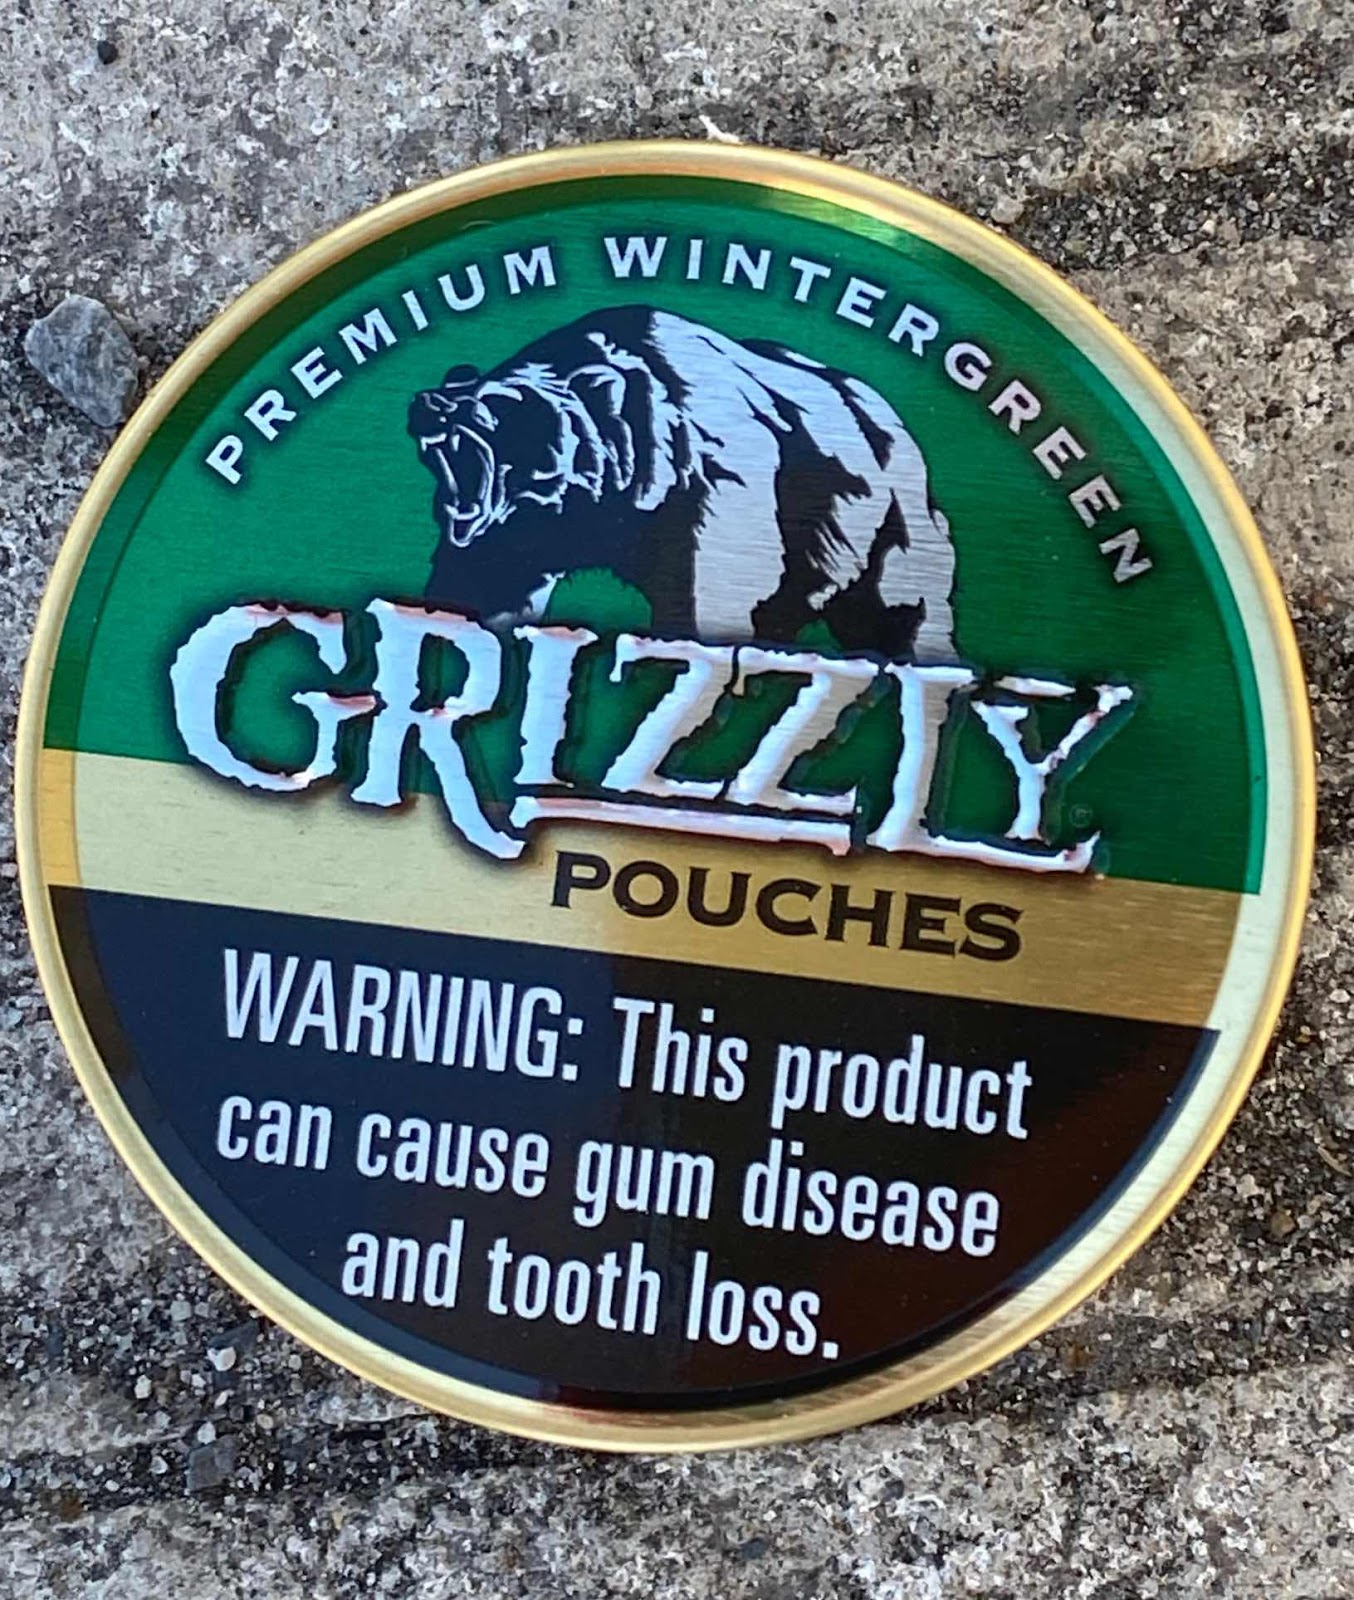 PREMIUM WINTERGREEN
GRIZZLY
POUCHES
WARNING: This product
can cause gum disease
and tooth loss.